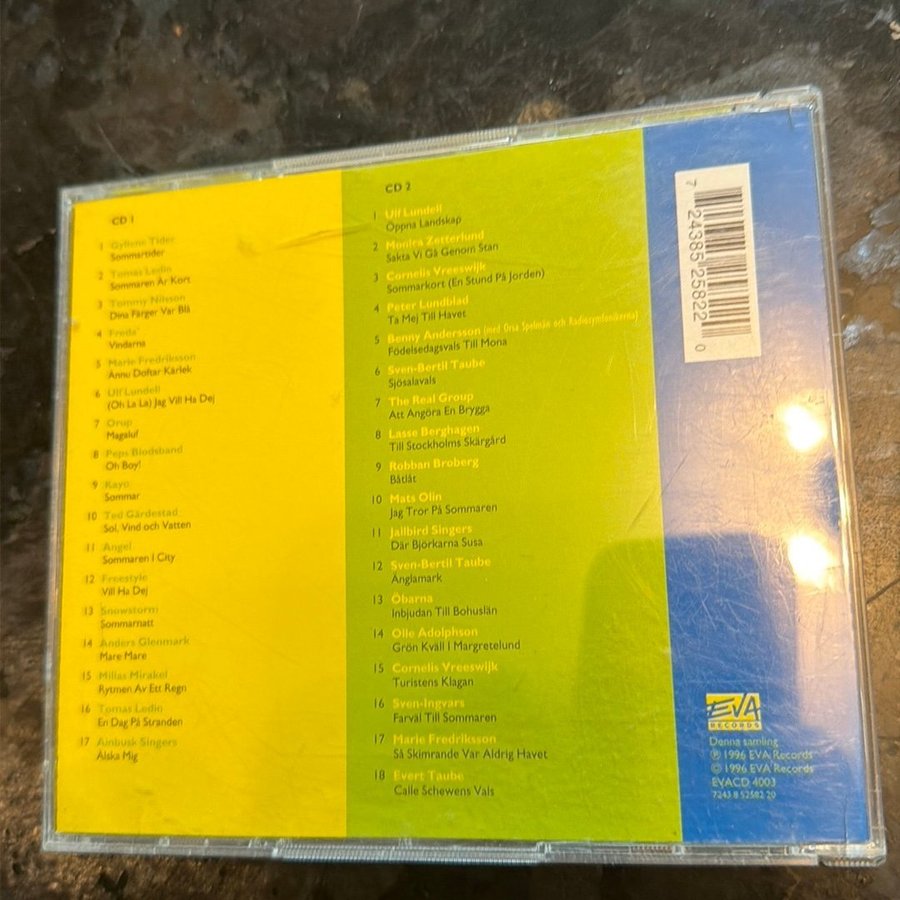 CD 1
1 Gyllene Tider
Sommartider
2 Tomas Ledin
Sommaren Är Kort
3 Tommy Nilsson
Dina Färger Var Blå
4 Freda'
Vindarna
5 Marie Fredriksson
Ännu Doftar Kärlek
6 Ulf Lundell
(Oh La La) Jag Vill Ha Dej
7 Orup
Magaluf
8 Peps Blodsband
Oh Boy!
9 Kayo
Sommar
10 Ted Gärdestad
Sol, Vind och Vatten
11 Angel
Sommaren I City
12 Freestyle
Vill Ha Dej
13 Snowstorm
Sommarnatt
14 Anders Glenmark
Mare Mare
15 Millas Mirakel
Rytmen Av Ett Regn
16 Tomas Ledin
En Dag På Stranden
17 Ainbusk Singers
Älska Mig
CD 2
1 Ulf Lundell
Öppna Landskap
2 Monica Zetterlund
Sakta Vi Gå Genom Stan
3 Cornelis Vreeswijk
Sommarkort (En Stund På Jorden)
4 Peter Lundblad
Ta Mej Till Havet
5 Benny Andersson (med Orsa Spelmän och Radiosymfonikerna)
Födelsedagsvals Till Mona
6 Sven-Bertil Taube
Sjösalavals
7 The Real Group
Att Angöra En Brygga
8 Lasse Berghagen
Till Stockholms Skärgård
9 Robban Broberg
Båtlåt
10 Mats Olin
Jag Tror På Sommaren
11 Jailbird Singers
Där Björkarna Susa
12 Sven-Bertil Taube
Änglamark
13 Öbarna
Inbjudan Till Bohuslän
14 Olle Adolphson
Grön Kväll I Margretelund
15 Cornelis Vreeswijk
Turistens Klagan
16 Sven-Ingvars
Farväl Till Sommaren
17 Marie Fredriksson
Så Skimrande Var Aldrig Havet
18 Evert Taube
Calle Schewens Vals
7 24385 25822 0
EVA
RECORDS
Denna samling
℗ 1996 EVA Records
© 1996 EVA Records
EVACD 4003
7243 8 52582 20